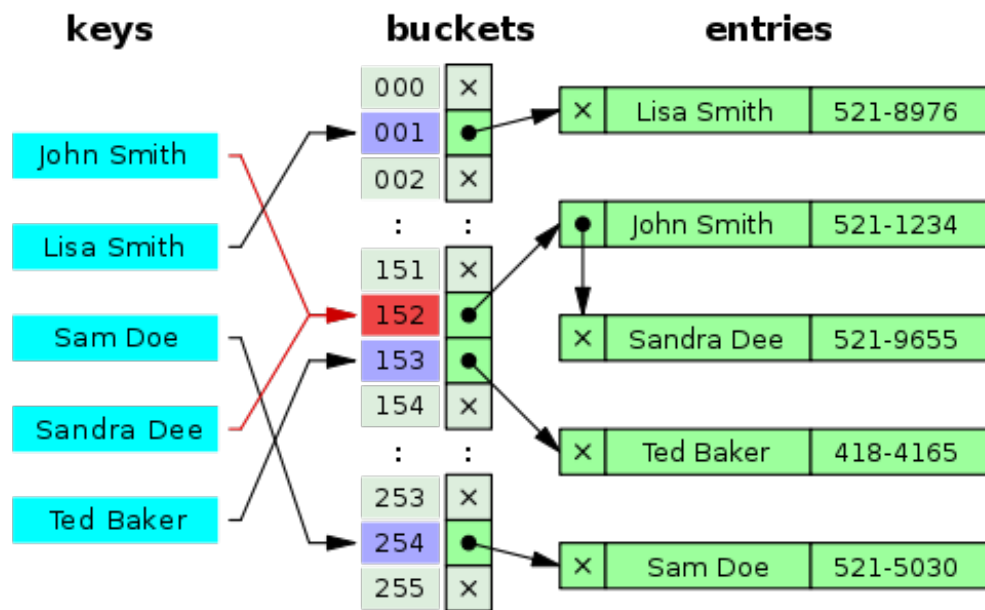 keys
buckets
entries
John Smith
Lisa Smith
Sam Doe
Sandra Dee
Ted Baker
000 ×
001
002 ×
: :
151 ×
152
153
154 ×
: :
253 ×
254
255 ×
× Lisa Smith 521-8976
John Smith 521-1234
× Sandra Dee 521-9655
× Ted Baker 418-4165
× Sam Doe 521-5030